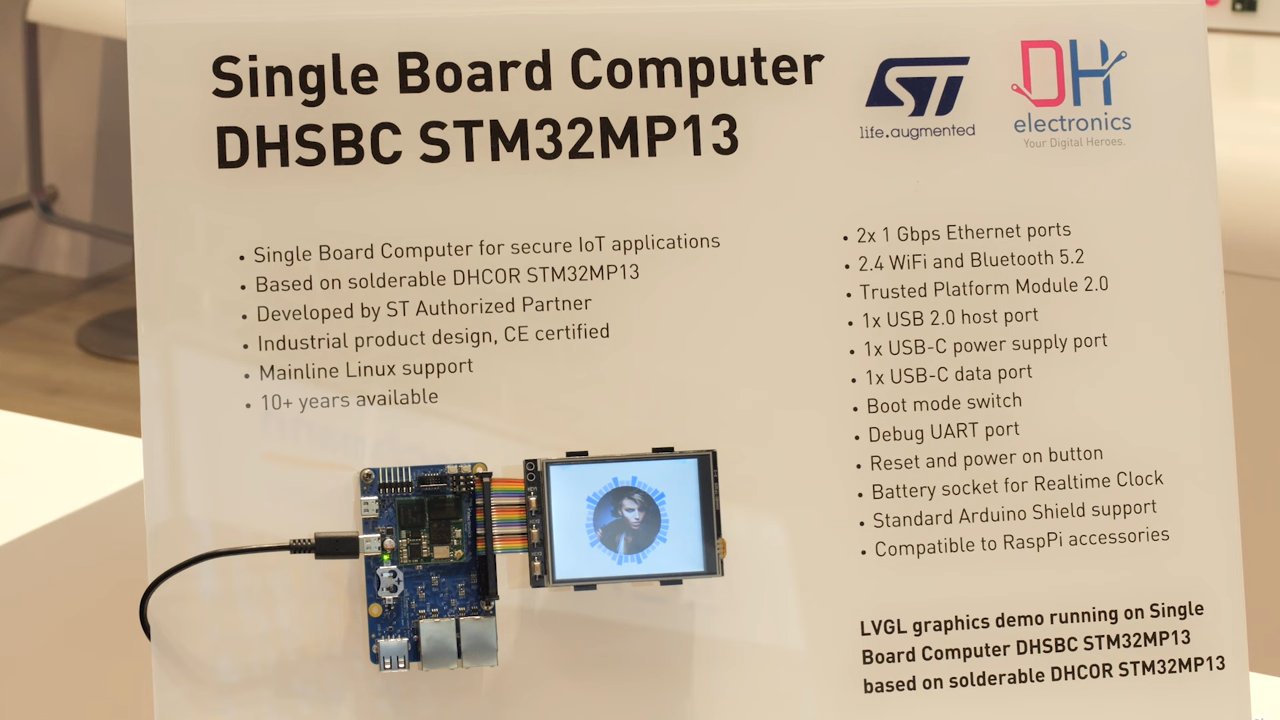 Single Board Computer
DHSBC STM32MP13
ST
life.augmented
DH
electronics
Your Digital Heroes.
• Single Board Computer for secure IoT applications
• Based on solderable DHCOR STM32MP13
• Developed by ST Authorized Partner
• Industrial product design, CE certified
• Mainline Linux support
• 10+ years available
• 2x 1 Gbps Ethernet ports
• 2.4 WiFi and Bluetooth 5.2
• Trusted Platform Module 2.0
• 1x USB 2.0 host port
• 1x USB-C power supply port
• 1x USB-C data port
• Boot mode switch
• Debug UART port
• Reset and power on button
• Battery socket for Realtime Clock
• Standard Arduino Shield support
• Compatible to RaspPi accessories
LVGL graphics demo running on Single
Board Computer DHSBC STM32MP13
based on solderable DHCOR STM32MP13